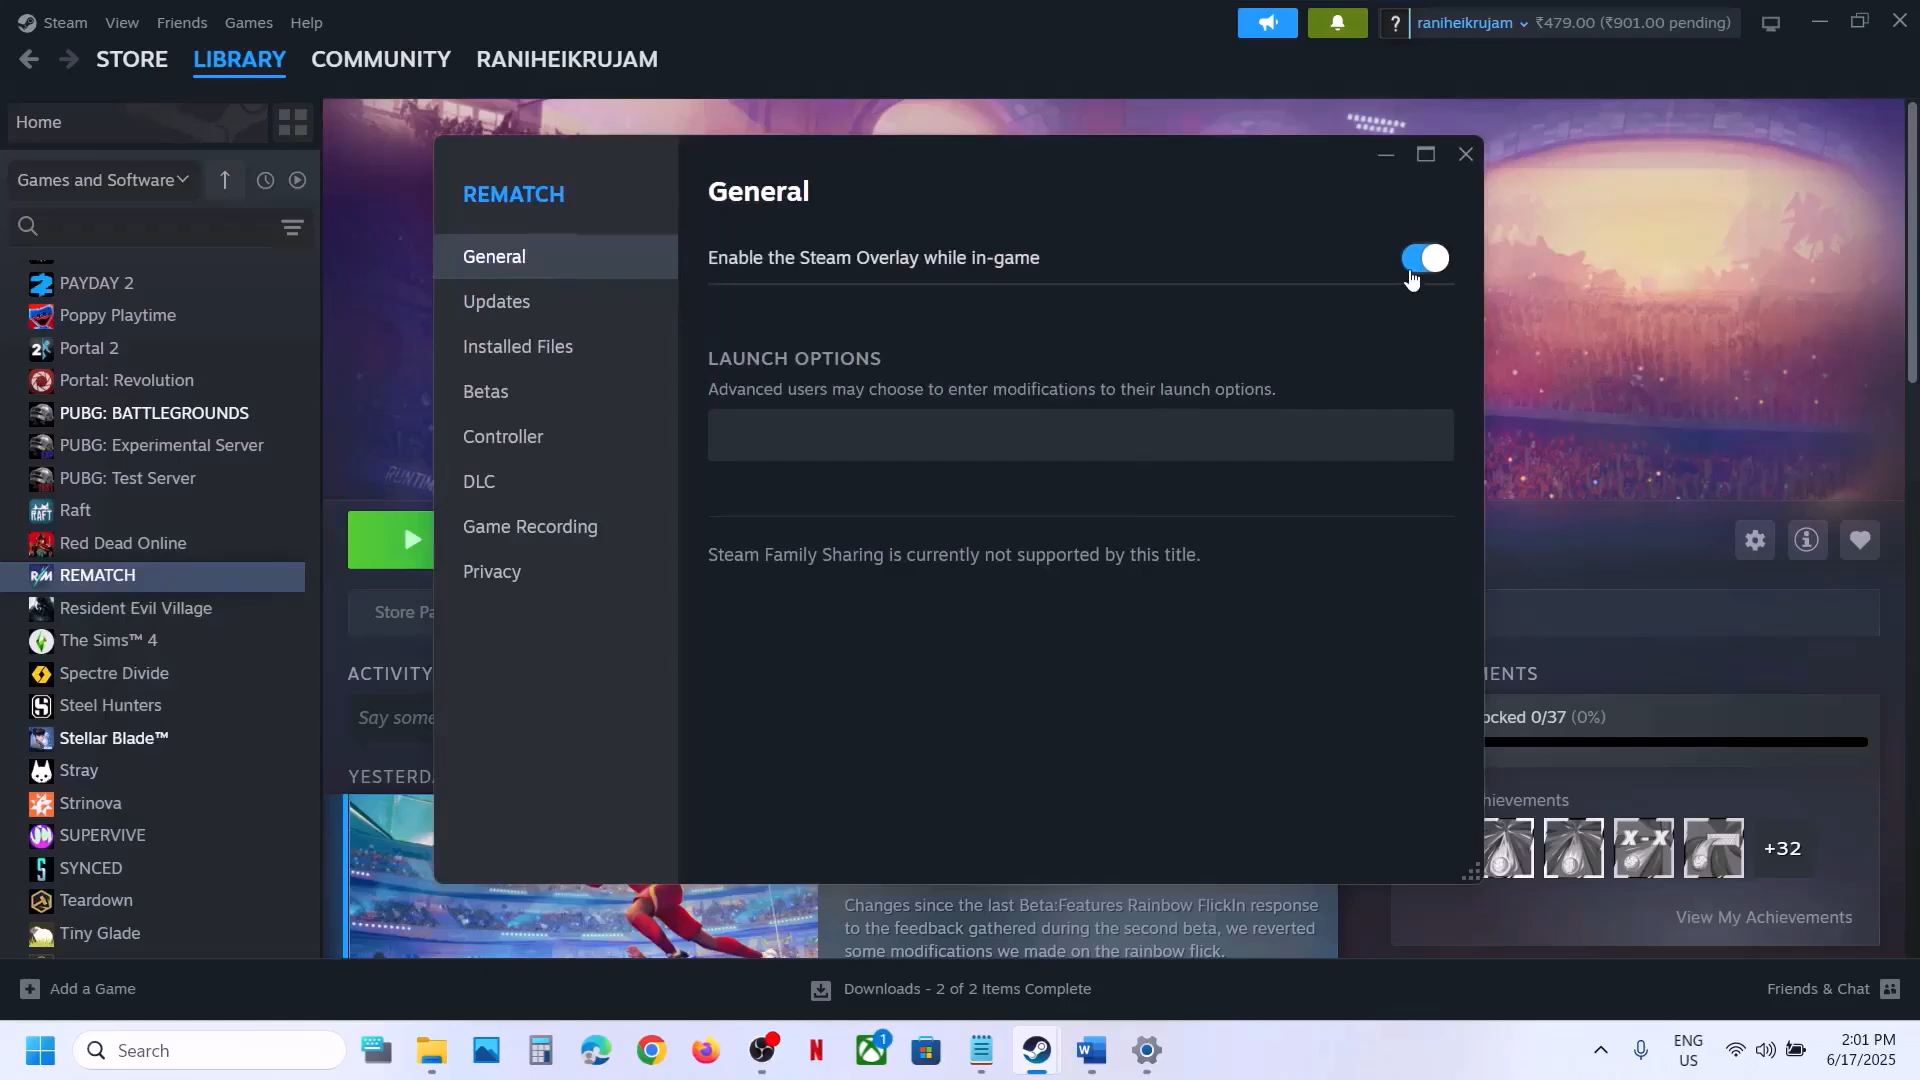 Steam View Friends Games Help
? raniheikrujam ₹479.00 (₹901.00 pending)
STORE LIBRARY COMMUNITY RANIHEIKRUJAM
Home
Games and Software
PAYDAY 2
Poppy Playtime
Portal 2
Portal: Revolution
PUBG: BATTLEGROUNDS
PUBG: Experimental Server
PUBG: Test Server
Raft
Red Dead Online
REMATCH
Resident Evil Village
The Sims™ 4
Spectre Divide
Steel Hunters
Stellar Blade™
Stray
Strinova
SUPERVIVE
SYNCED
Teardown
Tiny Glade
REMATCH
General
Updates
Installed Files
Betas
Controller
DLC
Game Recording
Privacy
General
Enable the Steam Overlay while in-game
LAUNCH OPTIONS
Advanced users may choose to enter modifications to their launch options.
Steam Family Sharing is currently not supported by this title.
Store Pa
ACTIVITY
Say some
YESTERD
Changes since the last Beta:Features Rainbow FlickIn response
to the feedback gathered during the second beta, we reverted
some modifications we made on the rainbow flick.
MENTS
ocked 0/37 (0%)
hievements
X-X
+32
View My Achievements
Add a Game
Downloads - 2 of 2 Items Complete
Friends & Chat
Search
1
ENG
US
2:01 PM
6/17/2025